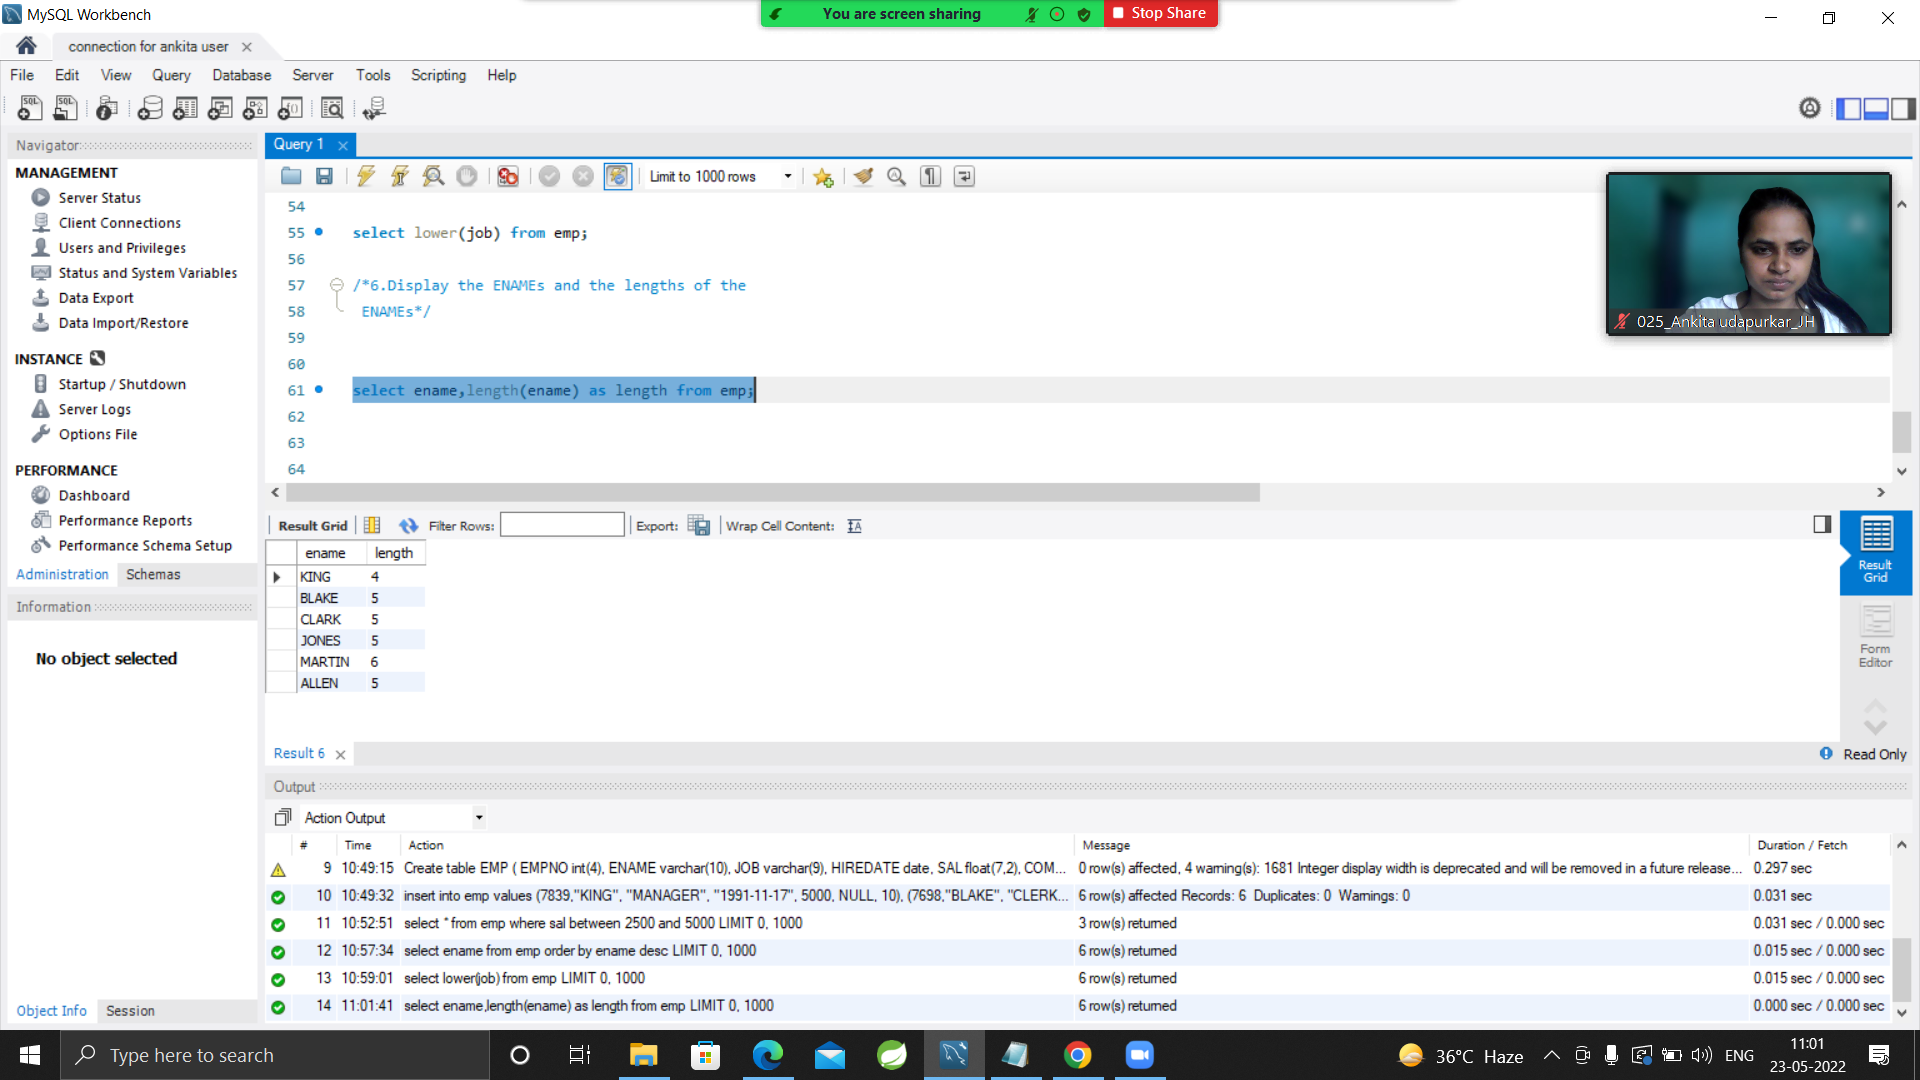 MySQL Workbench
You are screen sharing
Stop Share
connection for ankita user
File Edit View Query Database Server Tools Scripting Help
Navigator
MANAGEMENT
Server Status
Client Connections
Users and Privileges
Status and System Variables
Data Export
Data Import/Restore
INSTANCE
Startup / Shutdown
Server Logs
Options File
PERFORMANCE
Dashboard
Performance Reports
Performance Schema Setup
Administration Schemas
Information
No object selected
Object Info Session
Query 1
Limit to 1000 rows
54
55 select lower(job) from emp;
56
57 /*6.Display the ENAMEs and the lengths of the
58 ENAMEs*/
59
60
61 select ename,length(ename) as length from emp;
62
63
64
025_Ankita udapurkar_JH
Result Grid Filter Rows: Export: Wrap Cell Content:
ename length
KING 4
BLAKE 5
CLARK 5
JONES 5
MARTIN 6
ALLEN 5
Result Grid
Form Editor
Result 6
Read Only
Output
Action Output
# Time Action Message Duration / Fetch
9 10:49:15 Create table EMP ( EMPNO int(4), ENAME varchar(10), JOB varchar(9), HIREDATE date, SAL float(7,2), COM... 0 row(s) affected, 4 warning(s): 1681 Integer display width is deprecated and will be removed in a future release... 0.297 sec
10 10:49:32 insert into emp values (7839,"KING", "MANAGER", "1991-11-17", 5000, NULL, 10), (7698,"BLAKE", "CLERK... 6 row(s) affected Records: 6 Duplicates: 0 Warnings: 0 0.031 sec
11 10:52:51 select * from emp where sal between 2500 and 5000 LIMIT 0, 1000 3 row(s) returned 0.031 sec / 0.000 sec
12 10:57:34 select ename from emp order by ename desc LIMIT 0, 1000 6 row(s) returned 0.015 sec / 0.000 sec
13 10:59:01 select lower(job) from emp LIMIT 0, 1000 6 row(s) returned 0.015 sec / 0.000 sec
14 11:01:41 select ename,length(ename) as length from emp LIMIT 0, 1000 6 row(s) returned 0.000 sec / 0.000 sec
Type here to search
36°C Haze
ENG
11:01
23-05-2022